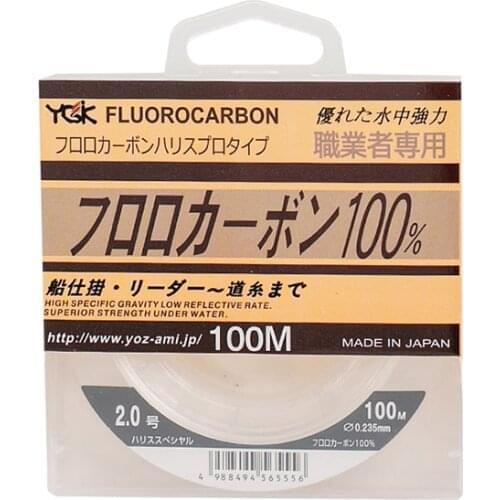 YGK FLUOROCARBON
優れた水中強力
フロロカーボンハリスプロタイプ
職業者専用
フロロカーボン100%
船仕掛・リーダー～道糸まで
HIGH SPECIFIC GRAVITY LOW REFLECTIVE RATE.
SUPERIOR STRENGTH UNDER WATER.
http://www.yoz-ami.jp/ 100M
MADE IN JAPAN
2.0号
ハリススペシャル
100M
∅0.235mm
フロロカーボン100%
4 988494 565556